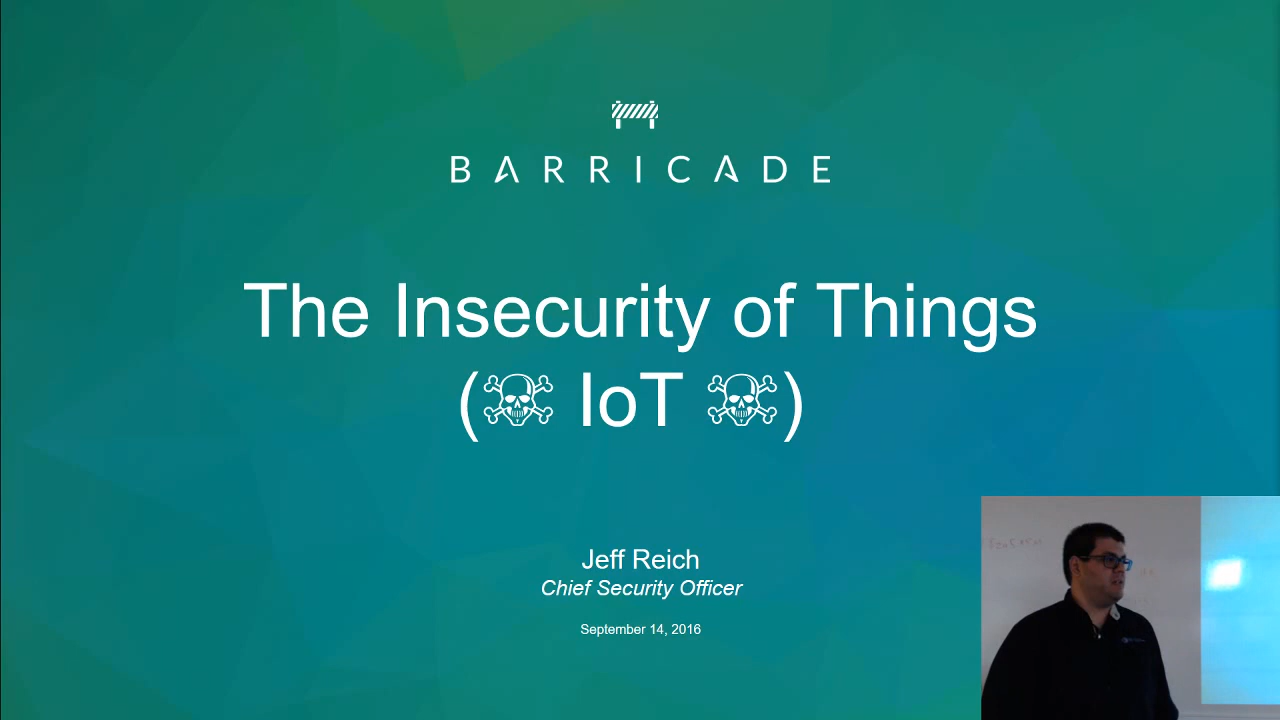 BARRICADE
The Insecurity of Things
(☠ IoT ☠)
Jeff Reich
Chief Security Officer
September 14, 2016